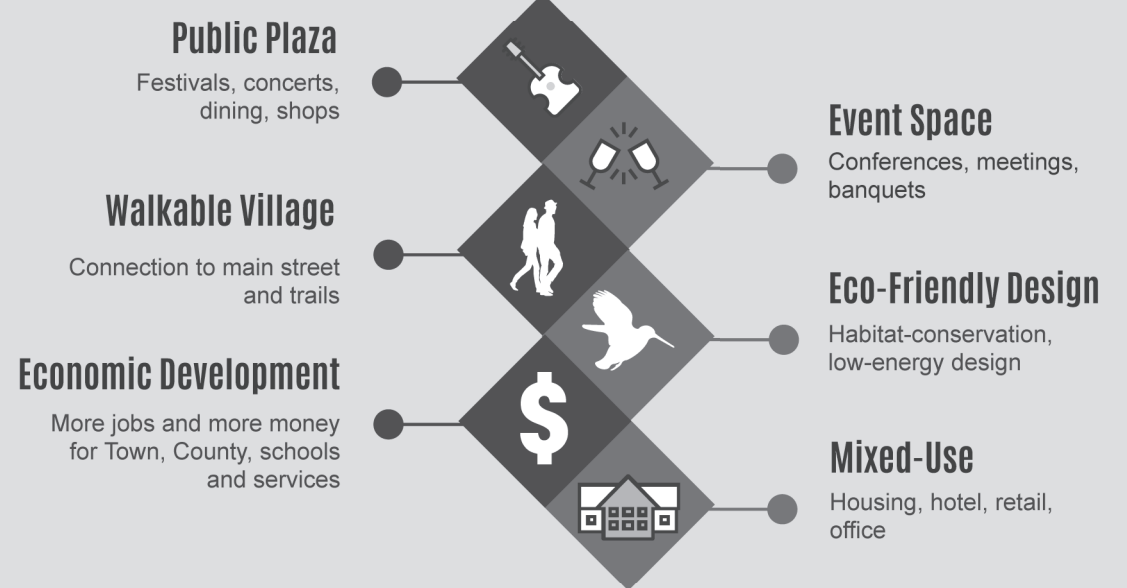 Public Plaza
Festivals, concerts,
dining, shops
Event Space
Conferences, meetings,
banquets
Walkable Village
Connection to main street
and trails
Eco-Friendly Design
Habitat-conservation,
low-energy design
Economic Development
More jobs and more money
for Town, County, schools
and services
$
Mixed-Use
Housing, hotel, retail,
office